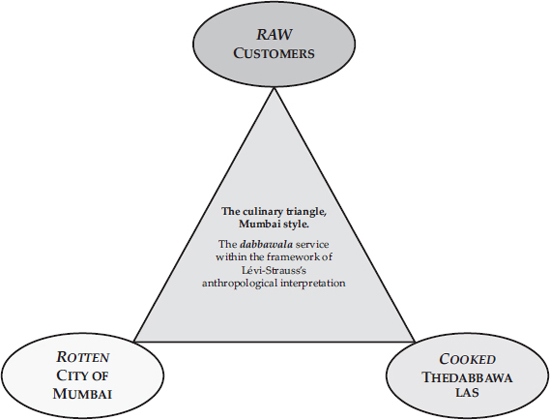 RAW
CUSTOMERS
The culinary triangle,
Mumbai style.
The dabbawala service
within the framework of
Lévi-Strauss's
anthropological interpretation
ROTTEN
CITY OF
MUMBAI
COOKED
THEDABBAWA
LAS